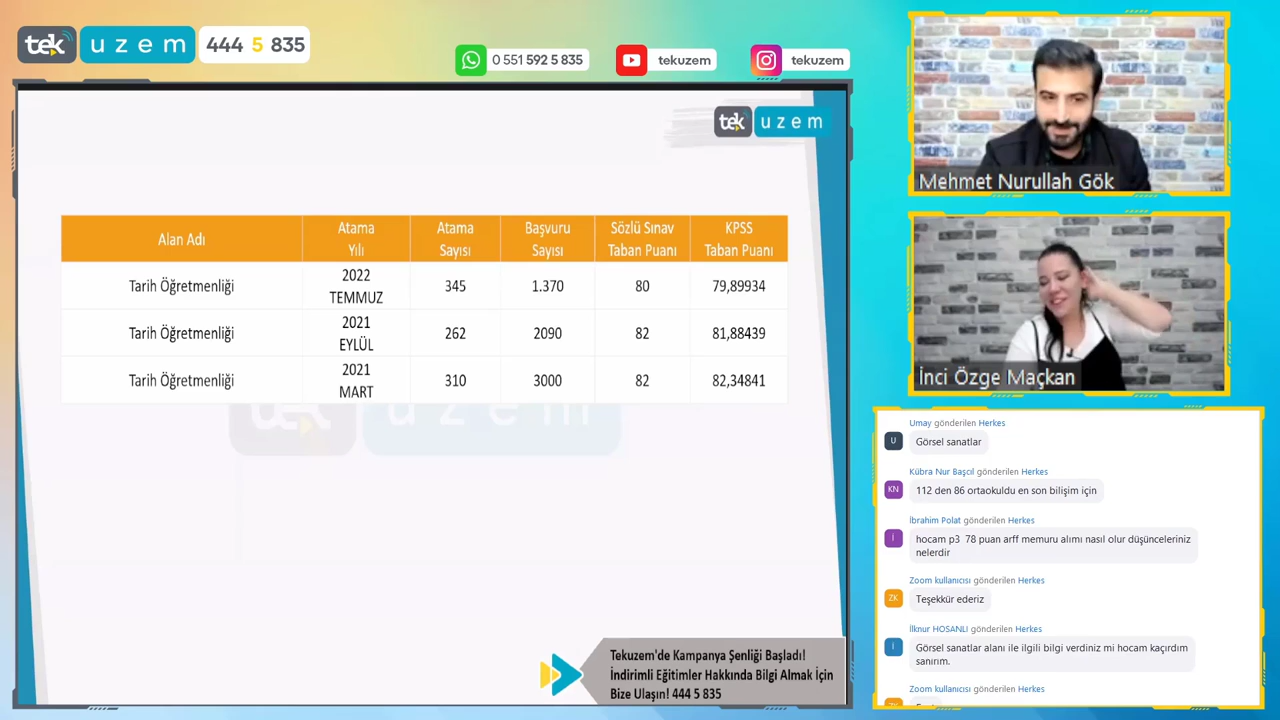 tek uzem 444 5 835
0 551 592 5 835
tekuzem
tekuzem
tek uzem
Alan Adı
Atama Yılı
Atama Sayısı
Başvuru Sayısı
Sözlü Sınav Taban Puanı
KPSS Taban Puanı
Tarih Öğretmenliği
2022 TEMMUZ
345
1.370
80
79,89934
Tarih Öğretmenliği
2021 EYLÜL
262
2090
82
81,88439
Tarih Öğretmenliği
2021 MART
310
3000
82
82,34841
tek uzem
Tekuzem'de Kampanya Şenliği Başladı!
İndirimli Eğitimler Hakkında Bilgi Almak İçin
Bize Ulaşın! 444 5 835
Mehmet Nurullah Gök
İnci Özge Maçkan
Umay gönderilen Herkes
U
Görsel sanatlar
Kübra Nur Başcıl gönderilen Herkes
KN
112 den 86 ortaokuldu en son bilişim için
İbrahim Polat gönderilen Herkes
İ
hocam p3 78 puan arff memuru alımı nasıl olur düşünceleriniz
nelerdir
Zoom kullanıcısı gönderilen Herkes
ZK
Teşekkür ederiz
İlknur HOSANLI gönderilen Herkes
İ
Görsel sanatlar alanı ile ilgili bilgi verdiniz mi hocam kaçırdım
sanırım.
Zoom kullanıcısı gönderilen Herkes